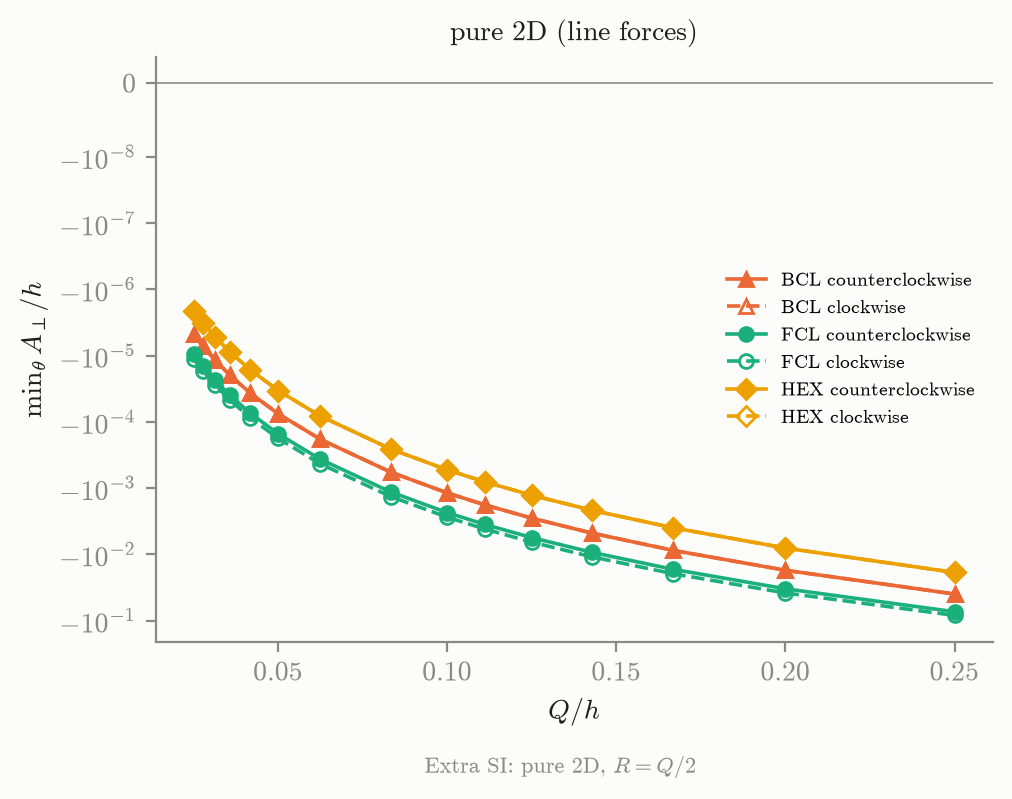 pure 2D (line forces)
0
−10⁻⁸
−10⁻⁷
−10⁻⁶
−10⁻⁵
−10⁻⁴
−10⁻³
−10⁻²
−10⁻¹
min_θ A_⊥/h
BCL counterclockwise
BCL clockwise
FCL counterclockwise
FCL clockwise
HEX counterclockwise
HEX clockwise
0.05 0.10 0.15 0.20 0.25
Q/h
Extra SI: pure 2D, R = Q/2